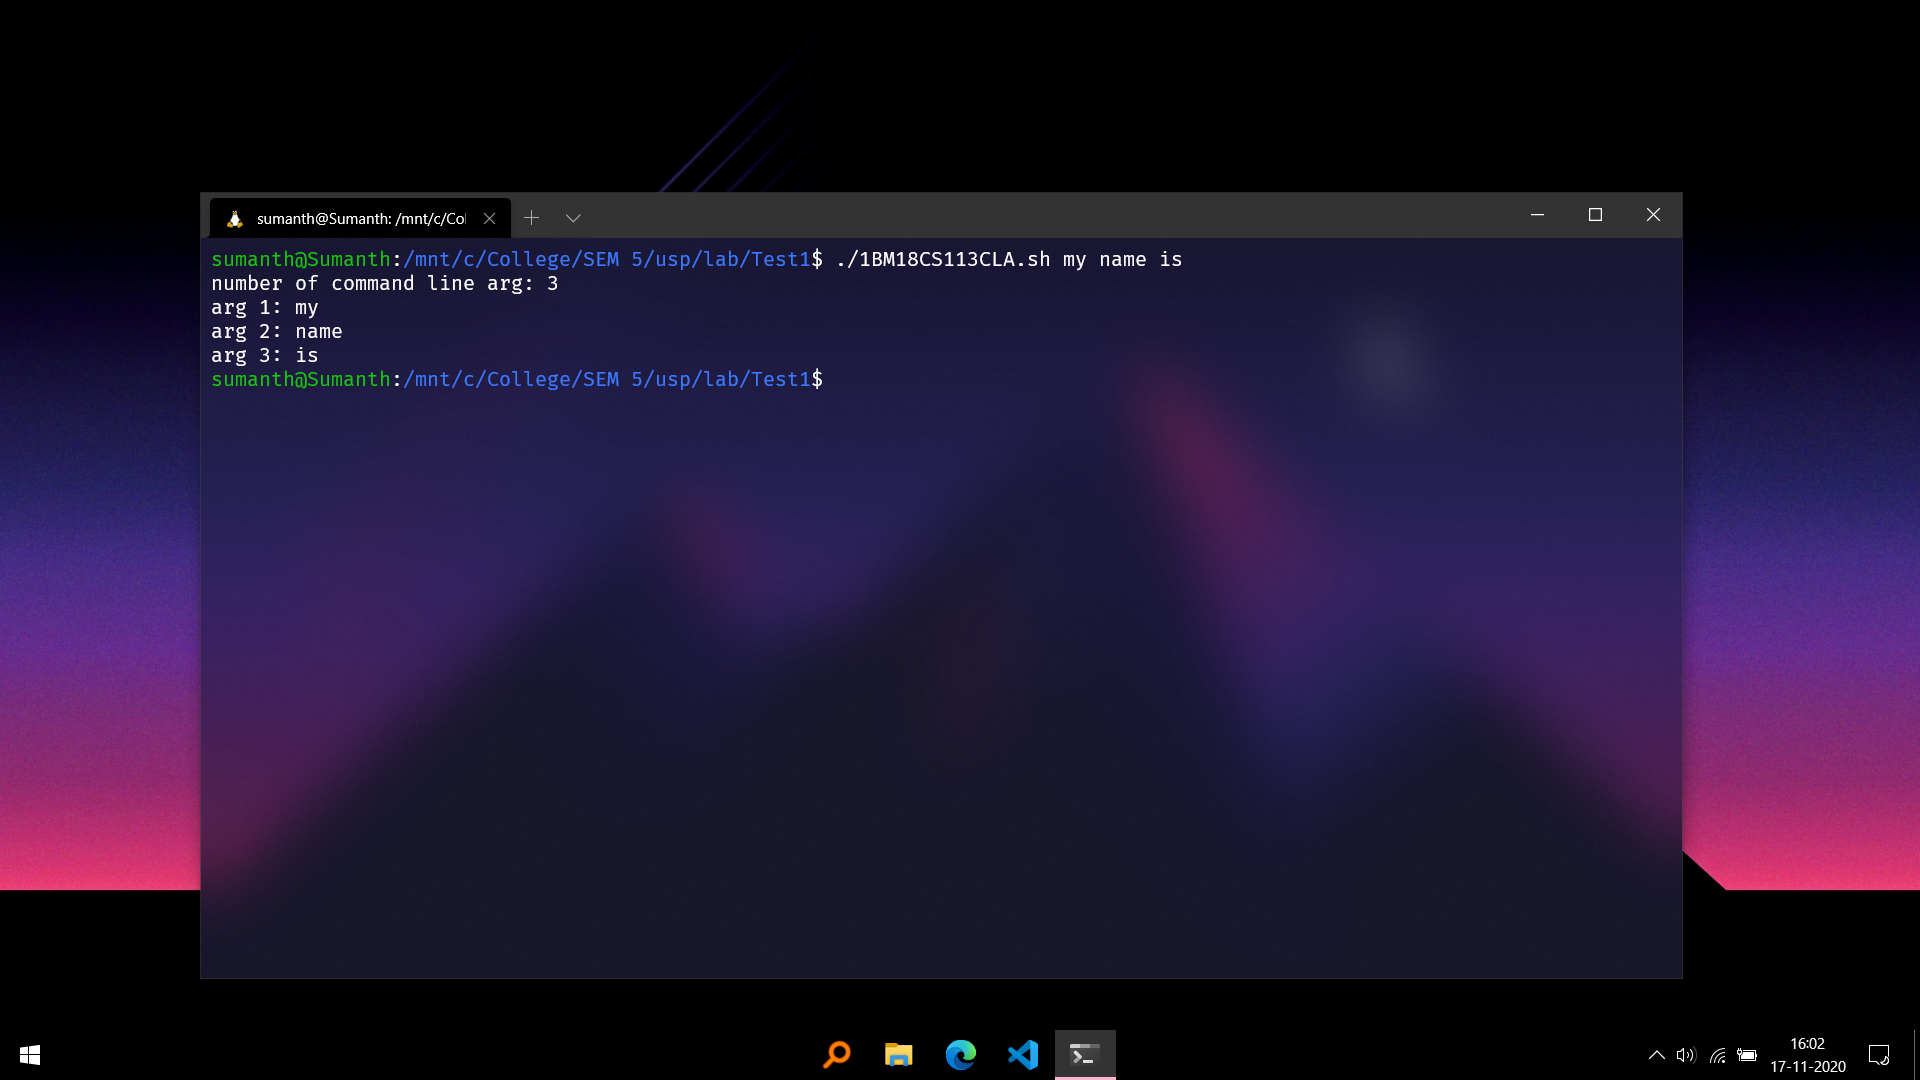 sumanth@Sumanth: /mnt/c/Col
sumanth@Sumanth:/mnt/c/College/SEM 5/usp/lab/Test1$ ./1BM18CS113CLA.sh my name is
number of command line arg: 3
arg 1: my
arg 2: name
arg 3: is
sumanth@Sumanth:/mnt/c/College/SEM 5/usp/lab/Test1$
16:02
17-11-2020